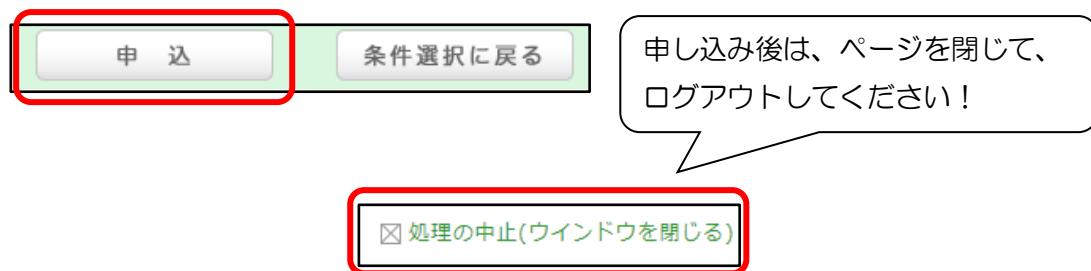 申　込
条件選択に戻る
申し込み後は、ページを閉じて、
ログアウトしてください！
処理の中止(ウインドウを閉じる)